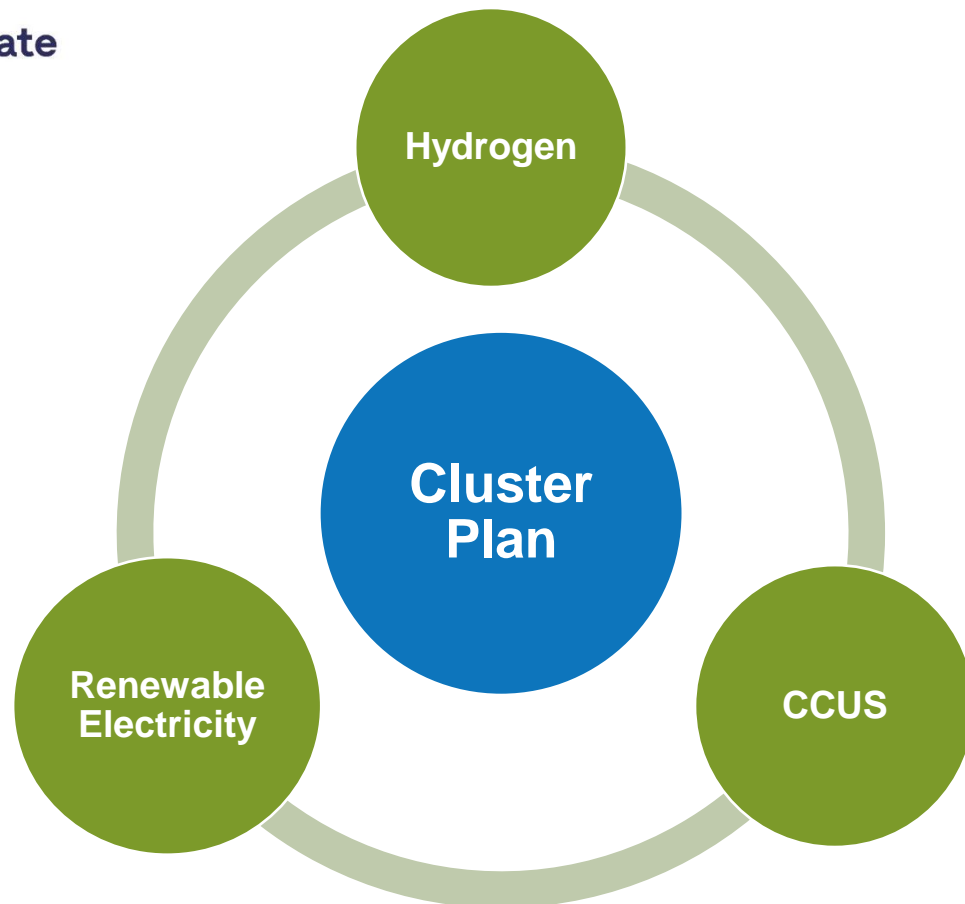 ate
Hydrogen
Cluster
Plan
Renewable
Electricity
CCUS